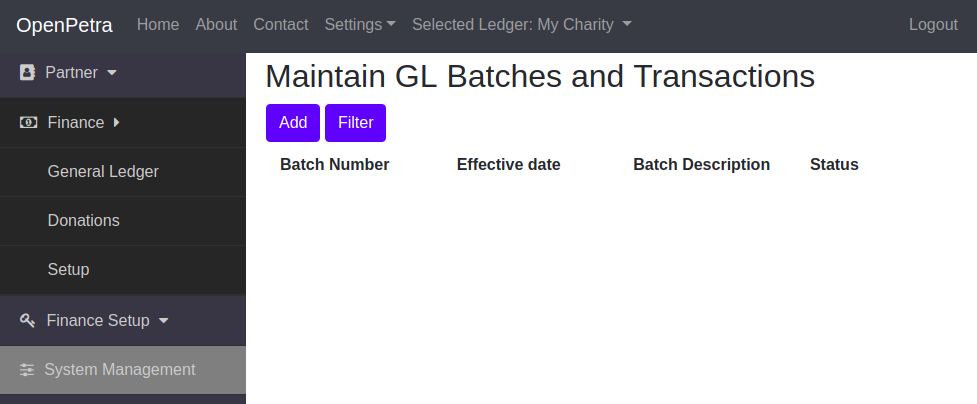 OpenPetra Home About Contact Settings Selected Ledger: My Charity Logout
Partner
Finance
General Ledger
Donations
Setup
Finance Setup
System Management
Maintain GL Batches and Transactions
Add Filter
Batch Number Effective date Batch Description Status